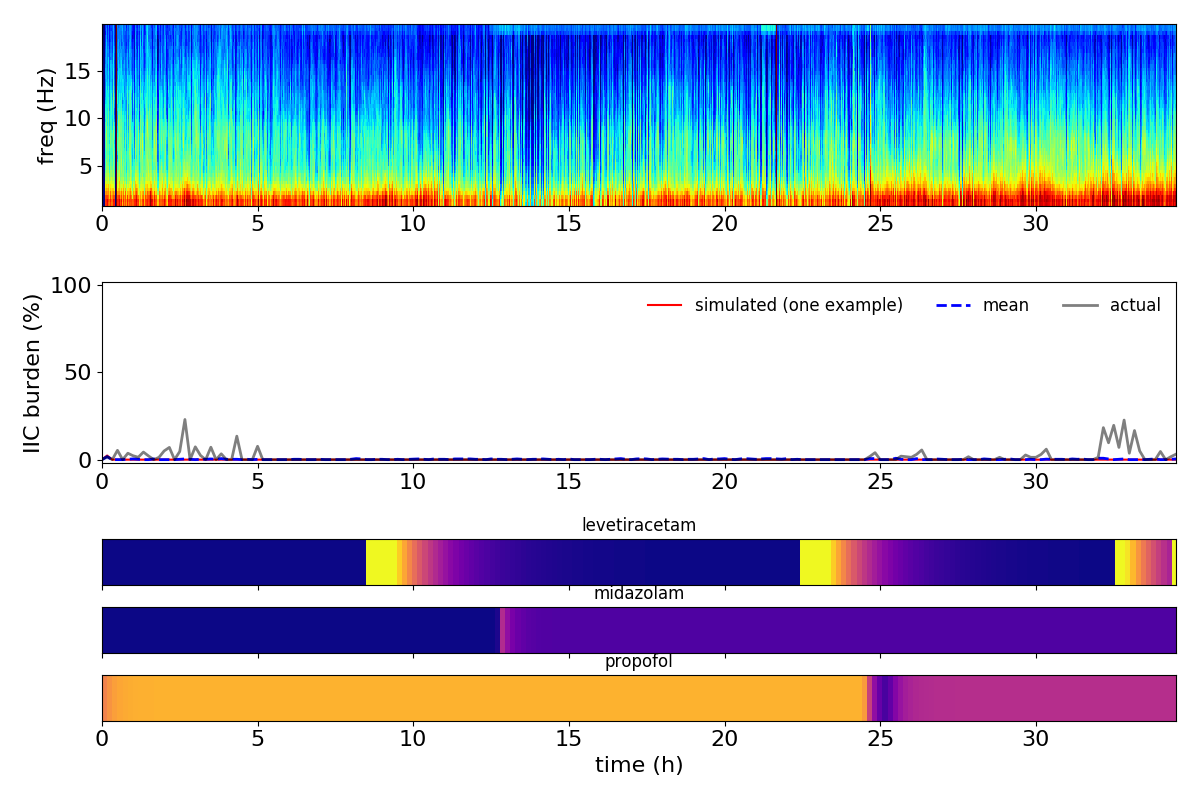 freq (Hz)
15
10
5
0 5 10 15 20 25 30
IIC burden (%)
100
50
0
simulated (one example) mean actual
0 5 10 15 20 25 30
levetiracetam
midazolam
propofol
0 5 10 15 20 25 30
time (h)